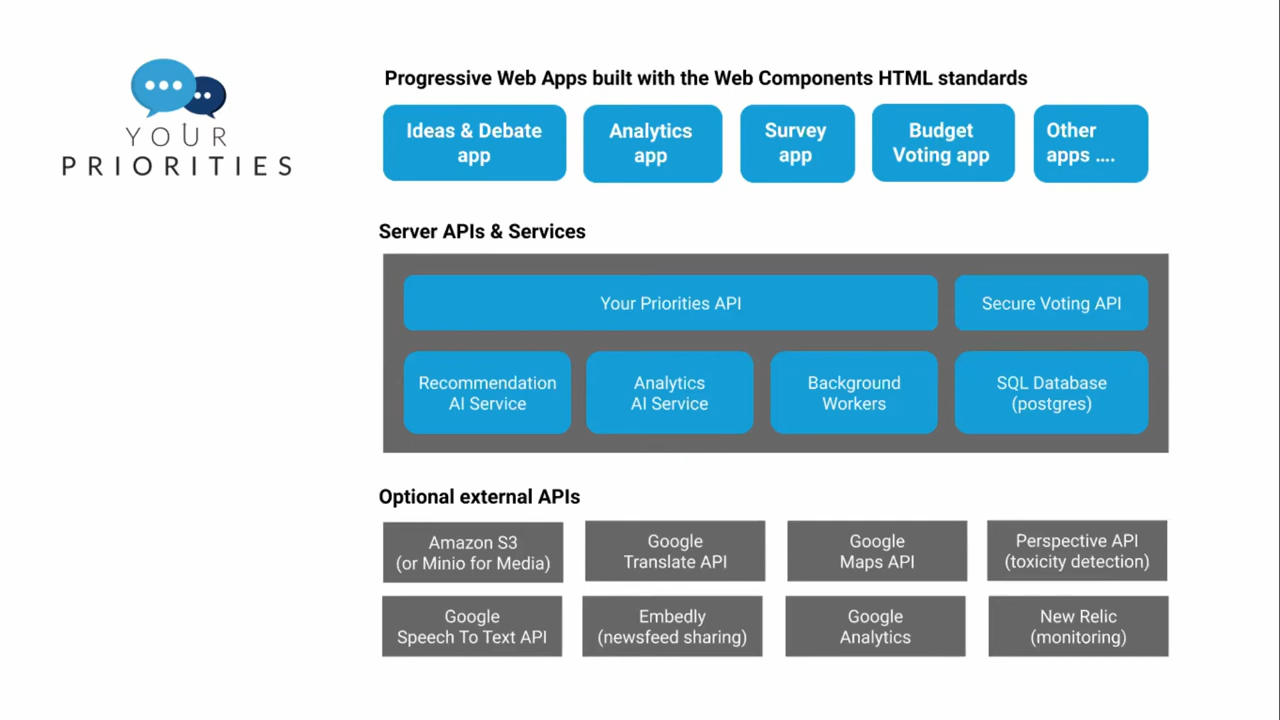 YOUR
PRIORITIES
Progressive Web Apps built with the Web Components HTML standards
Ideas & Debate
app
Analytics
app
Survey
app
Budget
Voting app
Other
apps ....
Server APIs & Services
Your Priorities API
Secure Voting API
Recommendation
AI Service
Analytics
AI Service
Background
Workers
SQL Database
(postgres)
Optional external APIs
Amazon S3
(or Minio for Media)
Google
Translate API
Google
Maps API
Perspective API
(toxicity detection)
Google
Speech To Text API
Embedly
(newsfeed sharing)
Google
Analytics
New Relic
(monitoring)